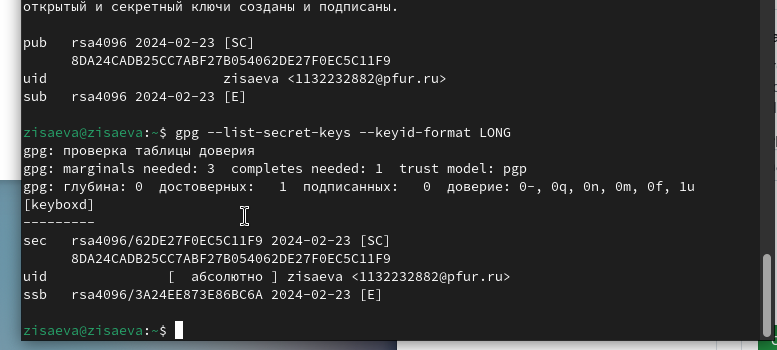 открытый и секретный ключи созданы и подписаны.
pub   rsa4096 2024-02-23 [SC]
      8DA24CADB25CC7ABF27B054062DE27F0EC5C11F9
uid                      zisaeva <1132232882@pfur.ru>
sub   rsa4096 2024-02-23 [E]
zisaeva@zisaeva:~$ gpg --list-secret-keys --keyid-format LONG
gpg: проверка таблицы доверия
gpg: marginals needed: 3  completes needed: 1  trust model: pgp
gpg: глубина: 0  достоверных:   1  подписанных:   0  доверие: 0-, 0q, 0n, 0m, 0f, 1u
[keyboxd]
---------
sec   rsa4096/62DE27F0EC5C11F9 2024-02-23 [SC]
      8DA24CADB25CC7ABF27B054062DE27F0EC5C11F9
uid               [  абсолютно ] zisaeva <1132232882@pfur.ru>
ssb   rsa4096/3A24EE873E86BC6A 2024-02-23 [E]
zisaeva@zisaeva:~$